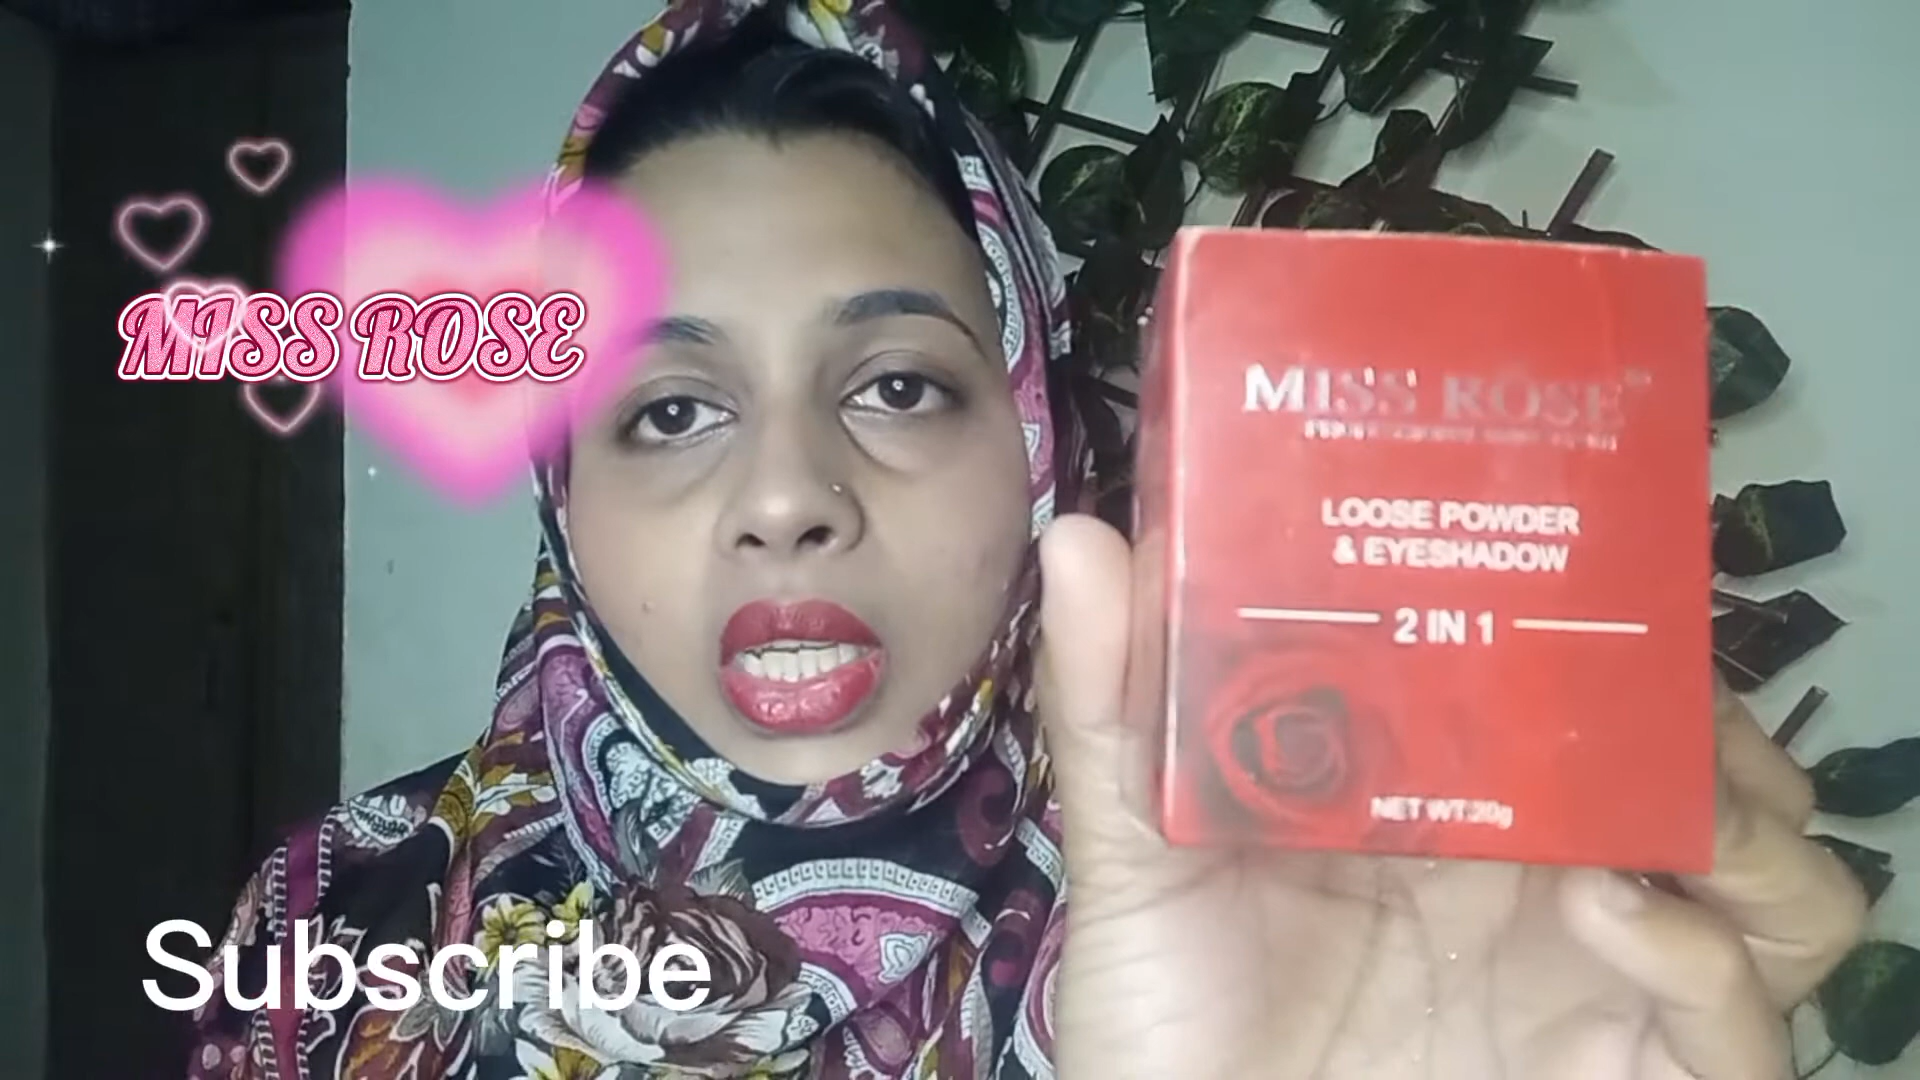 MISS ROSE
MISS ROSE
LOOSE POWDER
& EYESHADOW
2 IN 1
NET WT:20g
Subscribe